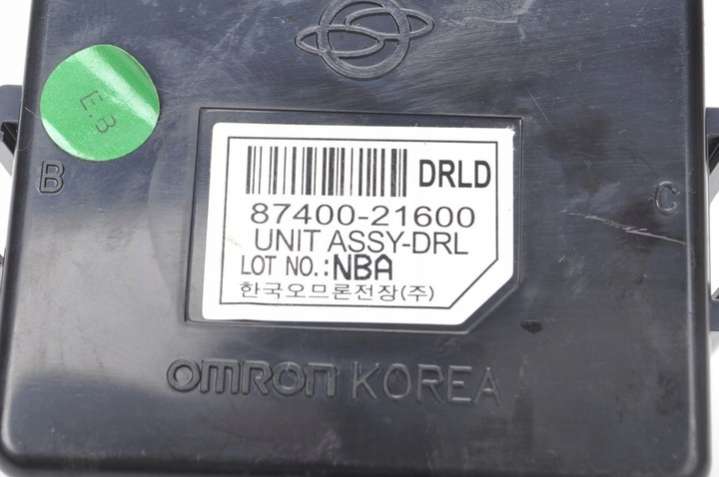 E.B
B
C
DRLD
87400-21600
UNIT ASSY-DRL
LOT NO.:NBA
한국오므론전장(주)
OMRON KOREA